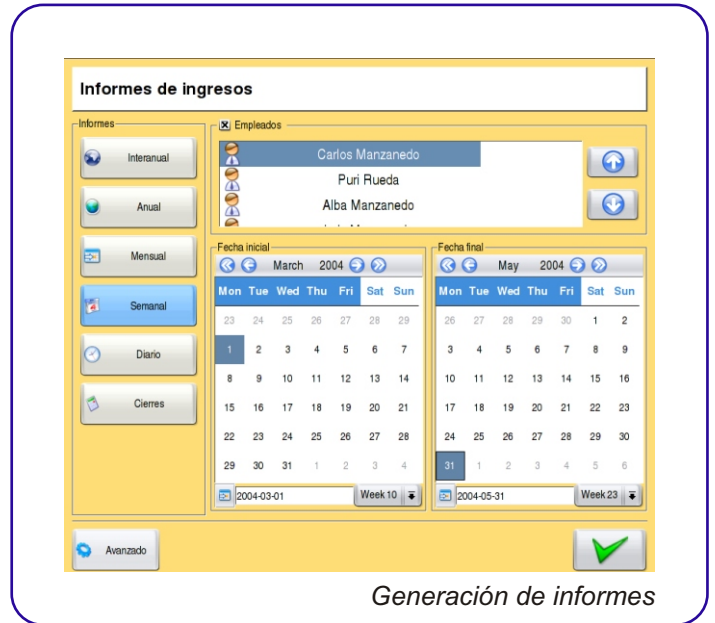 Informes de ingresos
Informes
Interanual
Anual
Mensual
Semanal
Diario
Cierres
Empleados
Carlos Manzanedo
Puri Rueda
Alba Manzanedo
Fecha inicial
March 2004
Mon Tue Wed Thu Fri Sat Sun
23 24 25 26 27 28 29
1 2 3 4 5 6 7
8 9 10 11 12 13 14
15 16 17 18 19 20 21
22 23 24 25 26 27 28
29 30 31 1 2 3 4
2004-03-01 Week 10
Fecha final
May 2004
Mon Tue Wed Thu Fri Sat Sun
26 27 28 29 30 1 2
3 4 5 6 7 8 9
10 11 12 13 14 15 16
17 18 19 20 21 22 23
24 25 26 27 28 29 30
31 1 2 3 4 5 6
2004-05-31 Week 23
Avanzado
Generación de informes